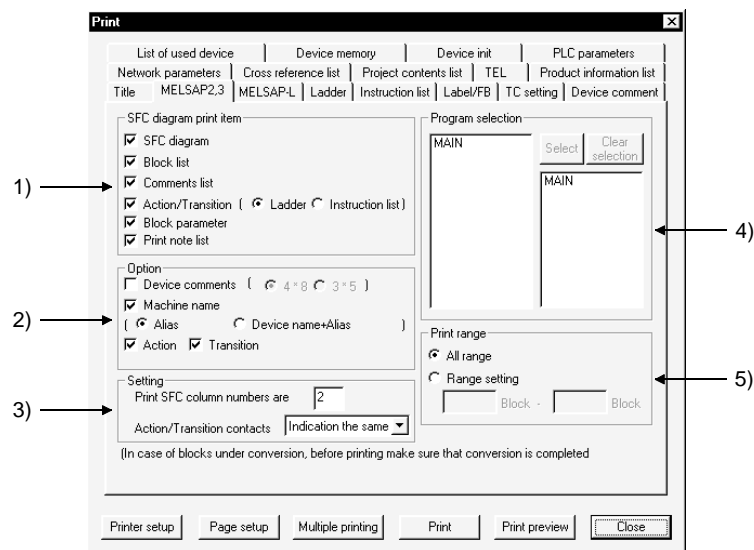 Print
List of used device Device memory Device init PLC parameters
Network parameters Cross reference list Project contents list TEL Product information list
Title MELSAP2,3 MELSAP-L Ladder Instruction list Label/FB TC setting Device comment
SFC diagram print item
SFC diagram
Block list
Comments list
Action/Transition ( Ladder Instruction list )
Block parameter
Print note list
1)
Option
Device comments ( 4*8 3*5 )
Machine name
( Alias Device name+Alias )
Action Transition
2)
Setting
Print SFC column numbers are 2
Action/Transition contacts Indication the same
3)
Program selection
MAIN
Select Clear selection
MAIN
4)
Print range
All range
Range setting
Block - Block
5)
(In case of blocks under conversion, before printing make sure that conversion is completed
Printer setup Page setup Multiple printing Print Print preview Close